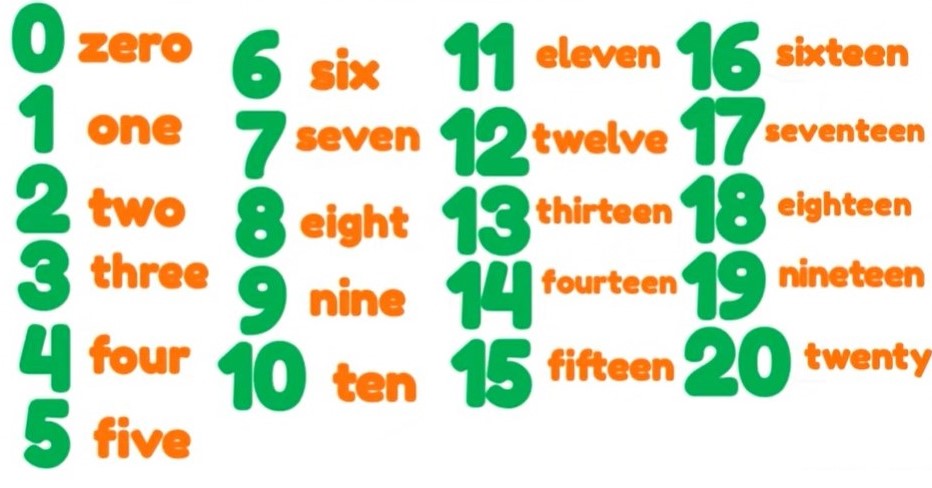 0 zero
1 one
2 two
3 three
4 four
5 five
6 six
7 seven
8 eight
9 nine
10 ten
11 eleven
12 twelve
13 thirteen
14 fourteen
15 fifteen
16 sixteen
17 seventeen
18 eighteen
19 nineteen
20 twenty